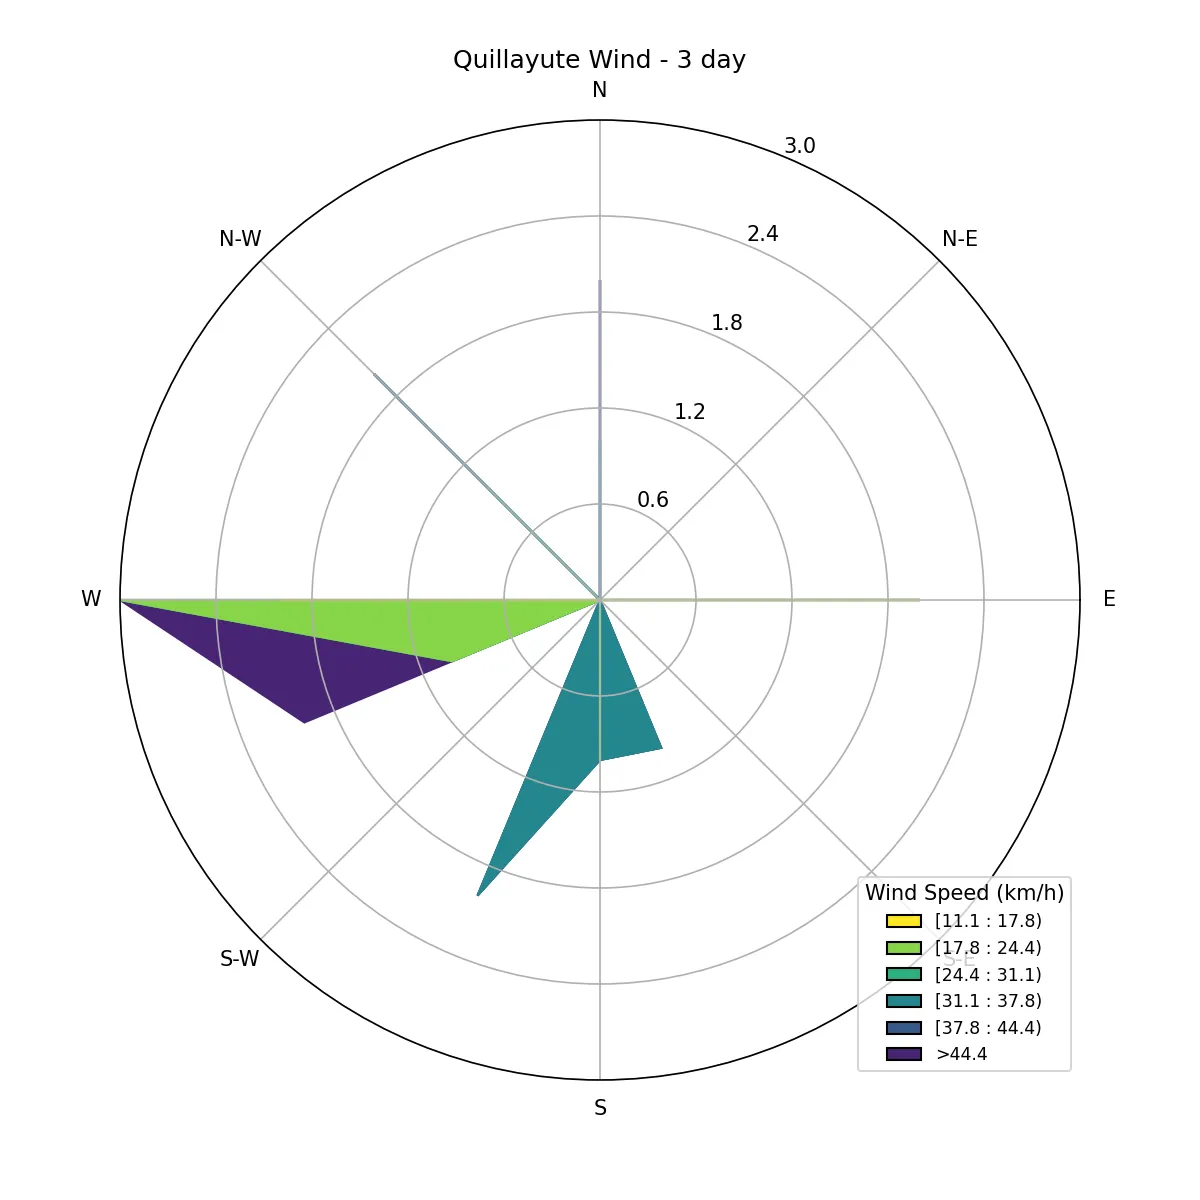 Quillayute Wind - 3 day
N
3.0
N-W
2.4
N-E
1.8
1.2
0.6
W
E
Wind Speed (km/h)
[11.1 : 17.8)
[17.8 : 24.4)
[24.4 : 31.1)
[31.1 : 37.8)
[37.8 : 44.4)
>44.4
S-W
S-E
S